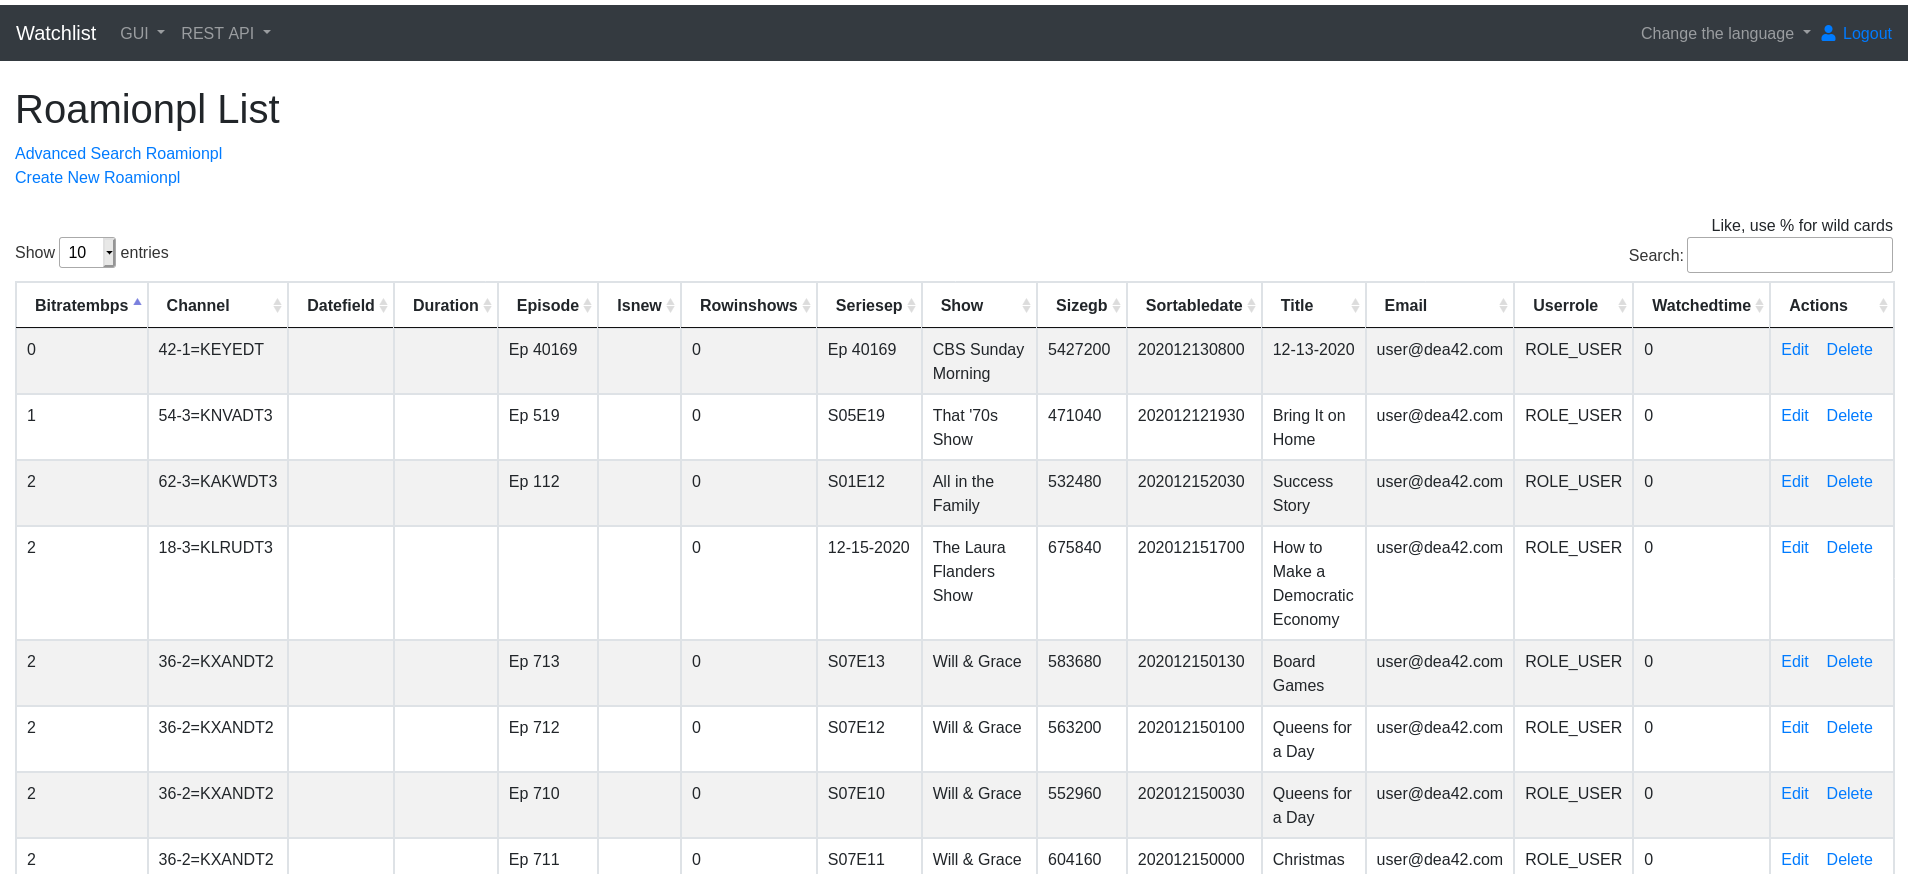 Watchlist GUI REST API Change the language Logout
Roamionpl List
Advanced Search Roamionpl
Create New Roamionpl
Like, use % for wild cards
Show 10 entries Search:
Bitratembps Channel Datefield Duration Episode Isnew Rowinshows Seriesep Show Sizegb Sortabledate Title Email Userrole Watchedtime Actions
0 42-1=KEYEDT Ep 40169 0 Ep 40169 CBS Sunday 5427200 202012130800 12-13-2020 user@dea42.com ROLE_USER 0 Edit Delete
Morning
1 54-3=KNVADT3 Ep 519 0 S05E19 That '70s 471040 202012121930 Bring It on user@dea42.com ROLE_USER 0 Edit Delete
Show Home
2 62-3=KAKWDT3 Ep 112 0 S01E12 All in the 532480 202012152030 Success user@dea42.com ROLE_USER 0 Edit Delete
Family Story
2 18-3=KLRUDT3 0 12-15-2020 The Laura 675840 202012151700 How to user@dea42.com ROLE_USER 0 Edit Delete
Flanders Make a
Show Democratic
Economy
2 36-2=KXANDT2 Ep 713 0 S07E13 Will & Grace 583680 202012150130 Board user@dea42.com ROLE_USER 0 Edit Delete
Games
2 36-2=KXANDT2 Ep 712 0 S07E12 Will & Grace 563200 202012150100 Queens for user@dea42.com ROLE_USER 0 Edit Delete
a Day
2 36-2=KXANDT2 Ep 710 0 S07E10 Will & Grace 552960 202012150030 Queens for user@dea42.com ROLE_USER 0 Edit Delete
a Day
2 36-2=KXANDT2 Ep 711 0 S07E11 Will & Grace 604160 202012150000 Christmas user@dea42.com ROLE_USER 0 Edit Delete